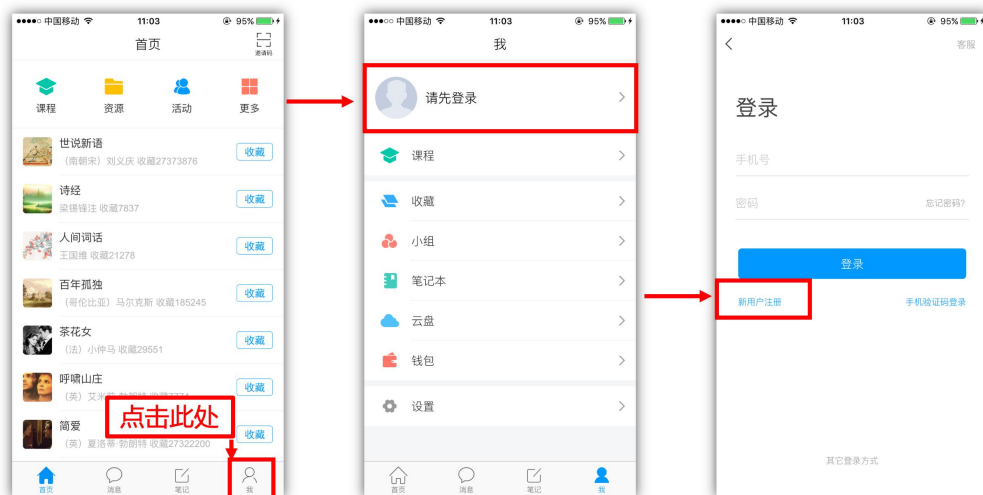 中国移动 11:03 95%
首页
邀请码
课程 资源 活动 更多
世说新语
（南朝宋）刘义庆 收藏27373876
收藏
诗经
梁锡锋注 收藏7837
收藏
人间词话
王国维 收藏21278
收藏
百年孤独
（哥伦比亚）马尔克斯 收藏185245
收藏
茶花女
（法）小仲马 收藏29551
收藏
呼啸山庄
（英）艾米
收藏
简爱
（英）夏洛蒂·勃朗特 收藏27322200
收藏
点击此处
首页 消息 笔记 我
中国移动 11:03 95%
我
请先登录
课程
收藏
小组
笔记本
云盘
钱包
设置
首页 消息 笔记 我
中国移动 11:03 95%
客服
登录
手机号
密码 忘记密码?
登录
新用户注册 手机验证码登录
其它登录方式